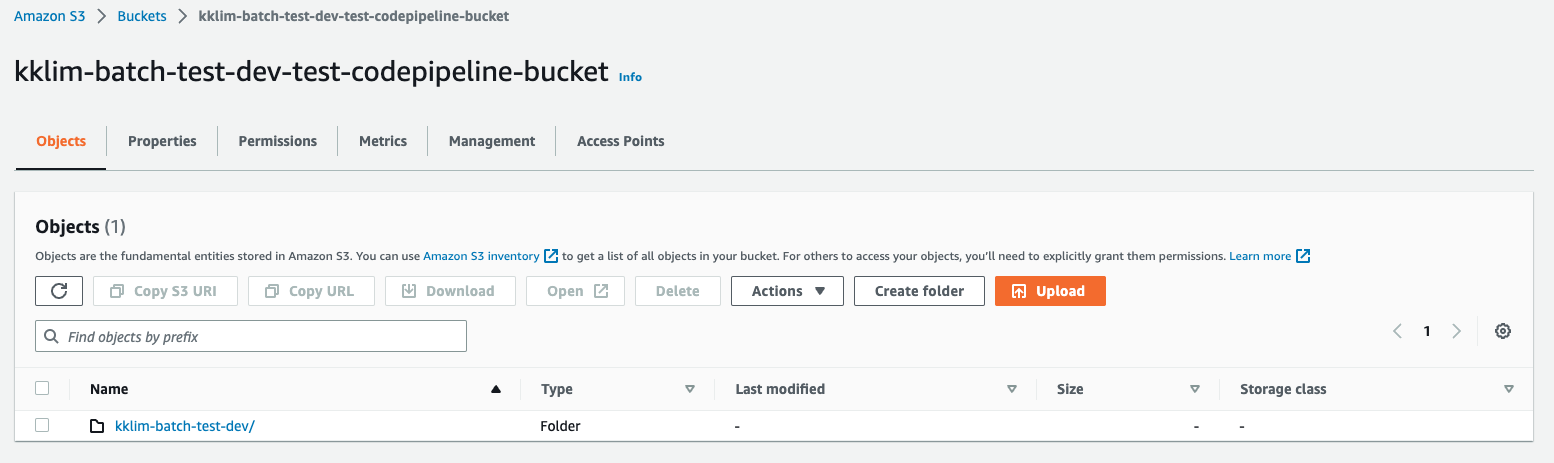 Amazon S3 > Buckets > kklim-batch-test-dev-test-codepipeline-bucket
kklim-batch-test-dev-test-codepipeline-bucket Info
Objects Properties Permissions Metrics Management Access Points
Objects (1)
Objects are the fundamental entities stored in Amazon S3. You can use Amazon S3 inventory to get a list of all objects in your bucket. For others to access your objects, you'll need to explicitly grant them permissions. Learn more
Copy S3 URI Copy URL Download Open Delete Actions Create folder Upload
Find objects by prefix 1
Name Type Last modified Size Storage class
kklim-batch-test-dev/ Folder - - -